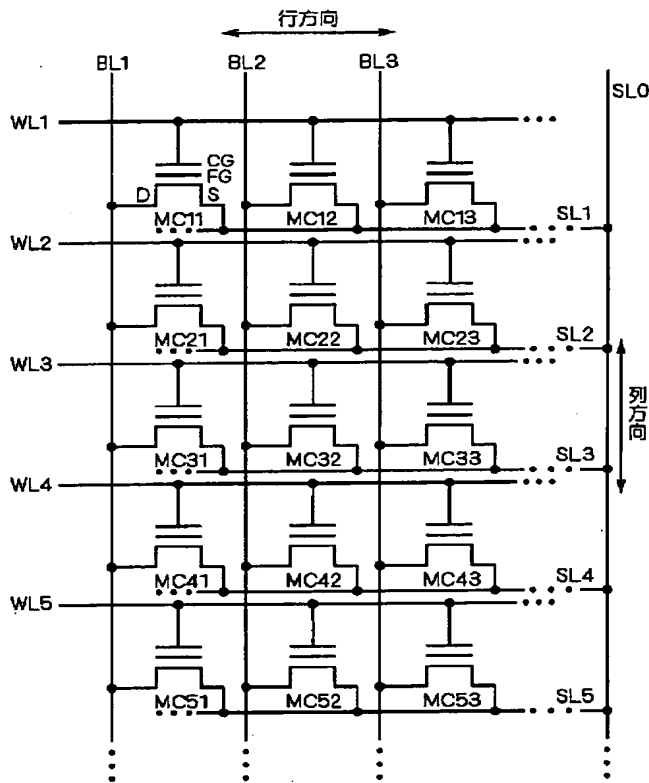 行方向
BL1 BL2 BL3
SL0
WL1
CG
FG
D S
MC11 MC12 MC13 SL1
WL2
MC21 MC22 MC23 SL2
WL3
列方向
MC31 MC32 MC33 SL3
WL4
MC41 MC42 MC43 SL4
WL5
MC51 MC52 MC53 SL5